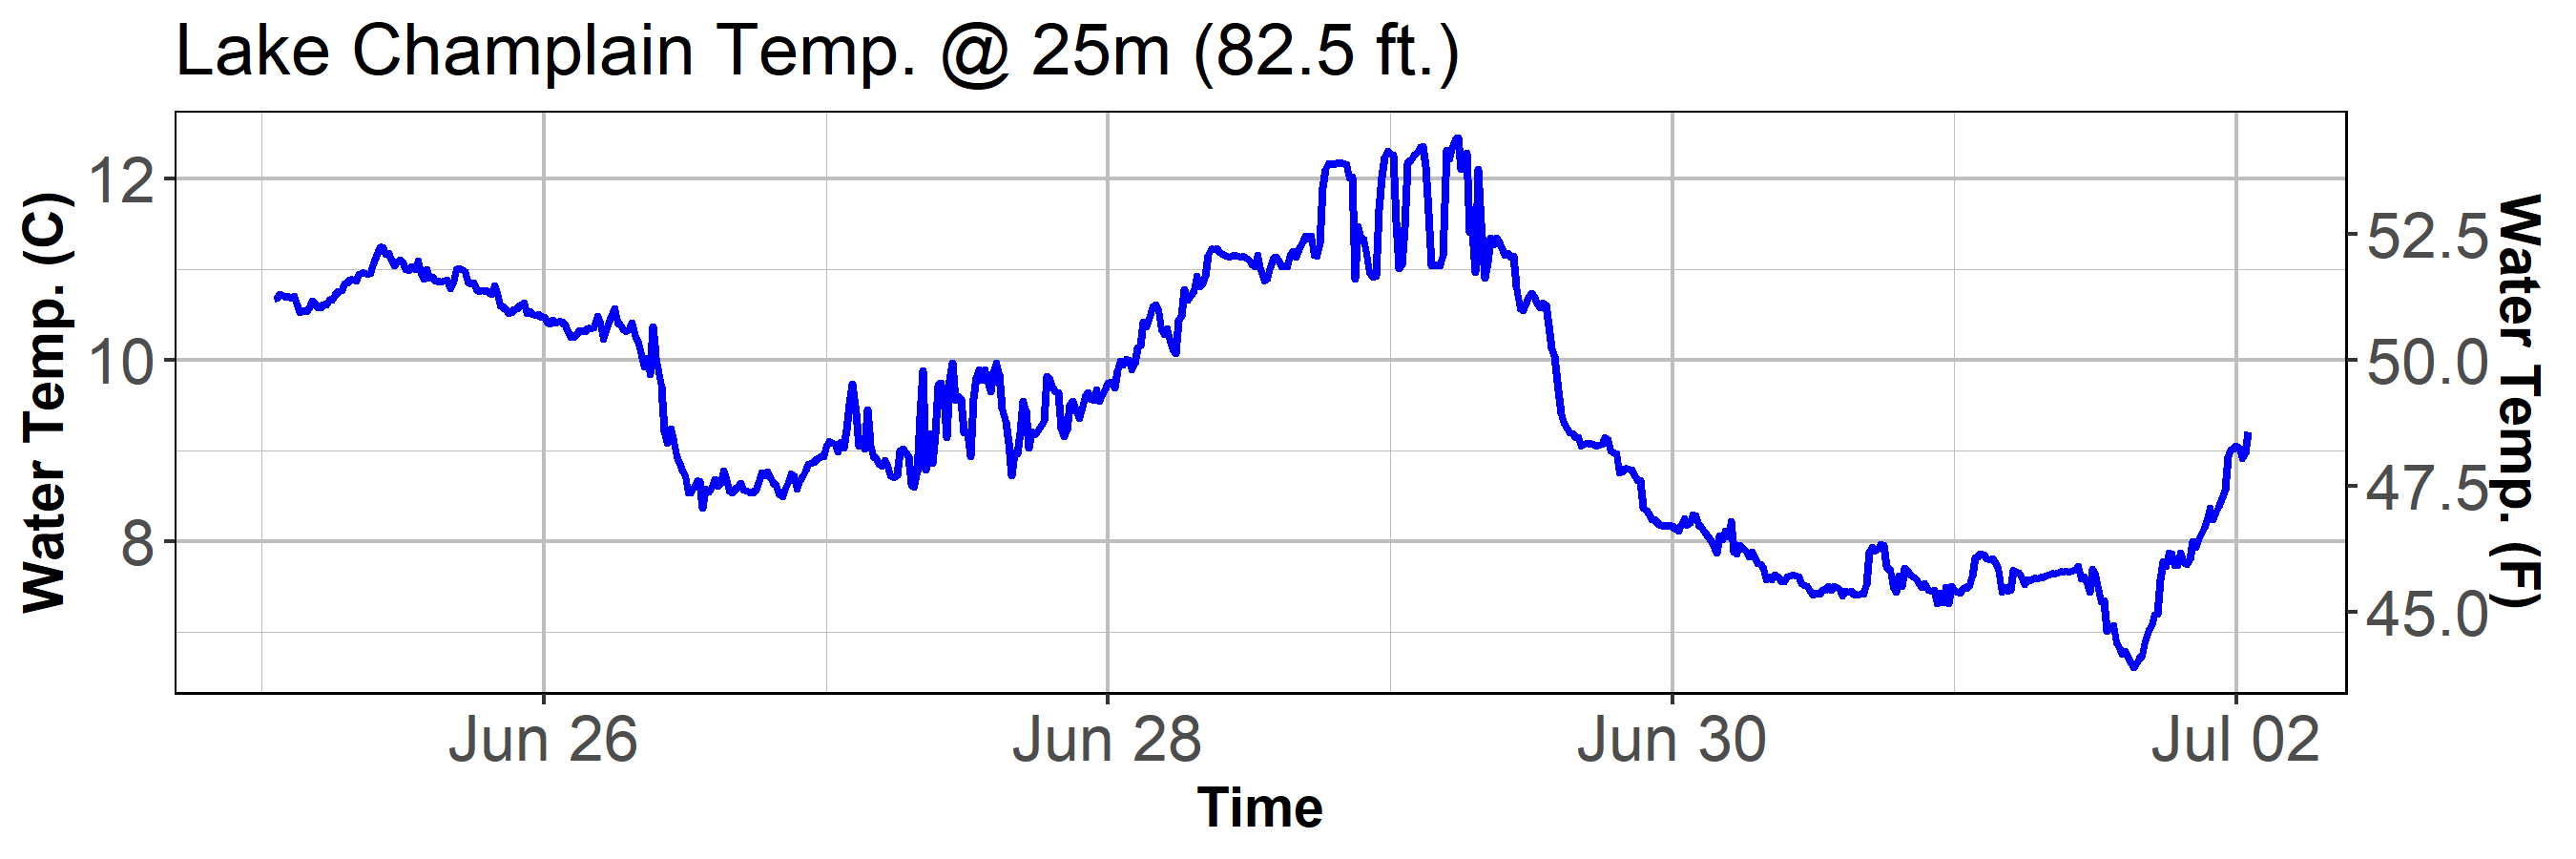 Lake Champlain Temp. @ 25m (82.5 ft.)
Water Temp. (C)
12
10
8
52.5
50.0
47.5
45.0
Water Temp. (F)
Jun 26 Jun 28 Jun 30 Jul 02
Time